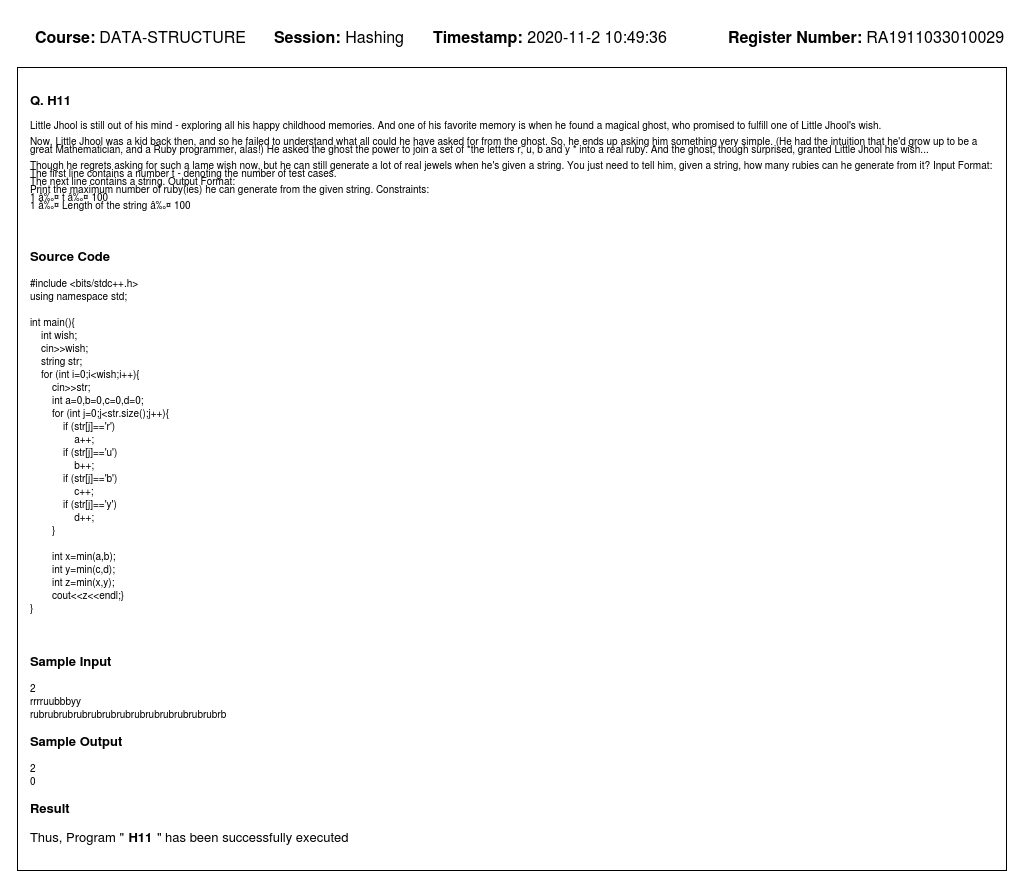 Course: DATA-STRUCTURE Session: Hashing Timestamp: 2020-11-2 10:49:36 Register Number: RA1911033010029
Q. H11
Little Jhool is still out of his mind - exploring all his happy childhood memories. And one of his favorite memory is when he found a magical ghost, who promised to fulfill one of Little Jhool's wish.
Now, Little Jhool was a kid back then, and so he failed to understand what all could he have asked for from the ghost. So, he ends up asking him something very simple. (He had the intuition that he'd grow up to be a
great Mathematician, and a Ruby programmer, alas!) He asked the ghost the power to join a set of "the letters r, u, b and y " into a real ruby. And the ghost, though surprised, granted Little Jhool his wish...
Though he regrets asking for such a lame wish now, but he can still generate a lot of real jewels when he's given a string. You just need to tell him, given a string, how many rubies can he generate from it? Input Format:
The first line contains a number t - denoting the number of test cases.
The next line contains a string. Output Format:
Print the maximum number of ruby(ies) he can generate from the given string. Constraints:
1 â‰¤ t â‰¤ 100
1 â‰¤ Length of the string â‰¤ 100
Source Code
#include <bits/stdc++.h>
using namespace std;
int main(){
    int wish;
    cin>>wish;
    string str;
    for (int i=0;i<wish;i++){
        cin>>str;
        int a=0,b=0,c=0,d=0;
        for (int j=0;j<str.size();j++){
            if (str[j]=='r')
                a++;
            if (str[j]=='u')
                b++;
            if (str[j]=='b')
                c++;
            if (str[j]=='y')
                d++;
        }
        int x=min(a,b);
        int y=min(c,d);
        int z=min(x,y);
        cout<<z<<endl;}
}
Sample Input
2
rrrruubbbyy
rubrubrubrubrubrubrubrubrubrubrubrubrubrb
Sample Output
2
0
Result
Thus, Program " H11 " has been successfully executed